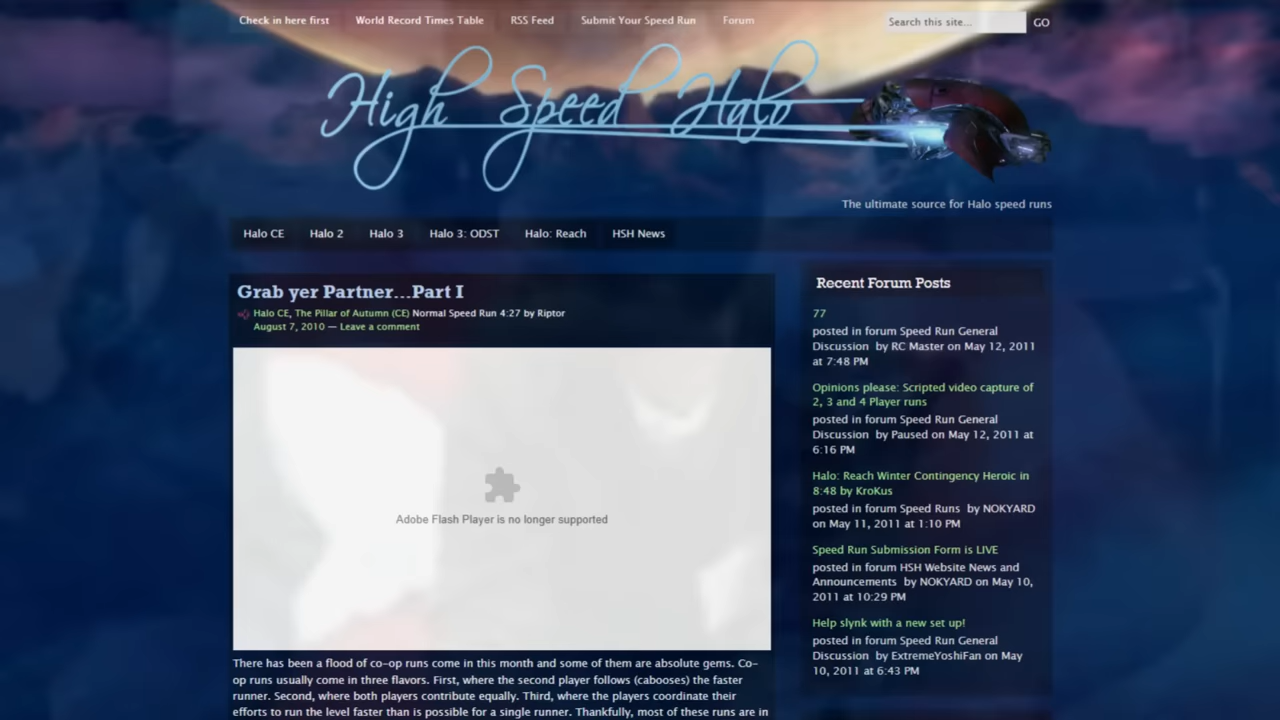 Check in here first
World Record Times Table
RSS Feed
Submit Your Speed Run
Forum
Search this site...
GO
High Speed Halo
The ultimate source for Halo speed runs
Halo CE
Halo 2
Halo 3
Halo 3: ODST
Halo: Reach
HSH News
Grab yer Partner...Part I
Halo CE, The Pillar of Autumn (CE) Normal Speed Run 4:27 by Riptor
August 7, 2010 — Leave a comment
Adobe Flash Player is no longer supported
There has been a flood of co-op runs come in this month and some of them are absolute gems. Co-
op runs usually come in three flavors. First, where the second player follows (cabooses) the faster
runner. Second, where both players contribute equally. Third, where the players coordinate their
efforts to run the level faster than is possible for a single runner. Thankfully, most of these runs are in
Recent Forum Posts
77
posted in forum Speed Run General
Discussion by RC Master on May 12, 2011
at 7:48 PM
Opinions please: Scripted video capture of
2, 3 and 4 Player runs
posted in forum Speed Run General
Discussion by Paused on May 12, 2011 at
6:16 PM
Halo: Reach Winter Contingency Heroic in
8:48 by KroKus
posted in forum Speed Runs by NOKYARD
on May 11, 2011 at 1:10 PM
Speed Run Submission Form is LIVE
posted in forum HSH Website News and
Announcements by NOKYARD on May 10,
2011 at 10:29 PM
Help slynk with a new set up!
posted in forum Speed Run General
Discussion by ExtremeYoshiFan on May
10, 2011 at 6:43 PM